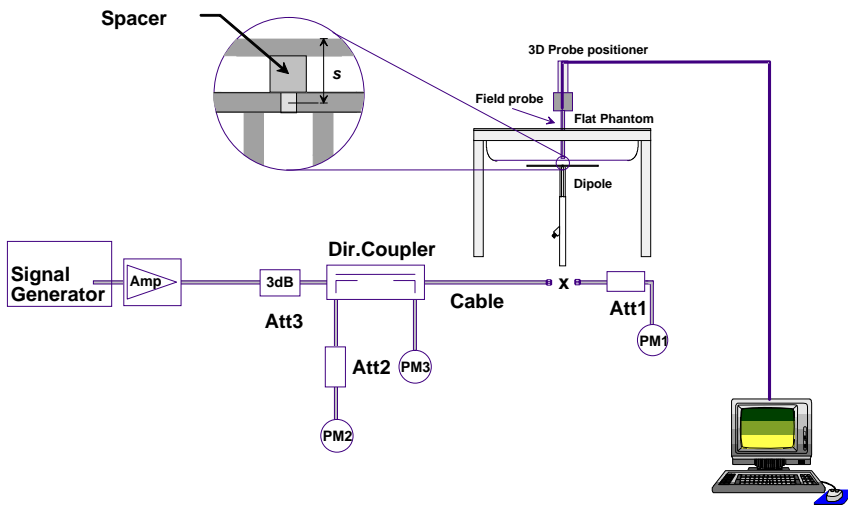 Spacer
s
3D Probe positioner
Field probe
Flat Phantom
Dipole
Dir.Coupler
Signal
Generator
Amp
3dB
Att3
Cable
x
Att1
PM1
Att2
PM3
PM2